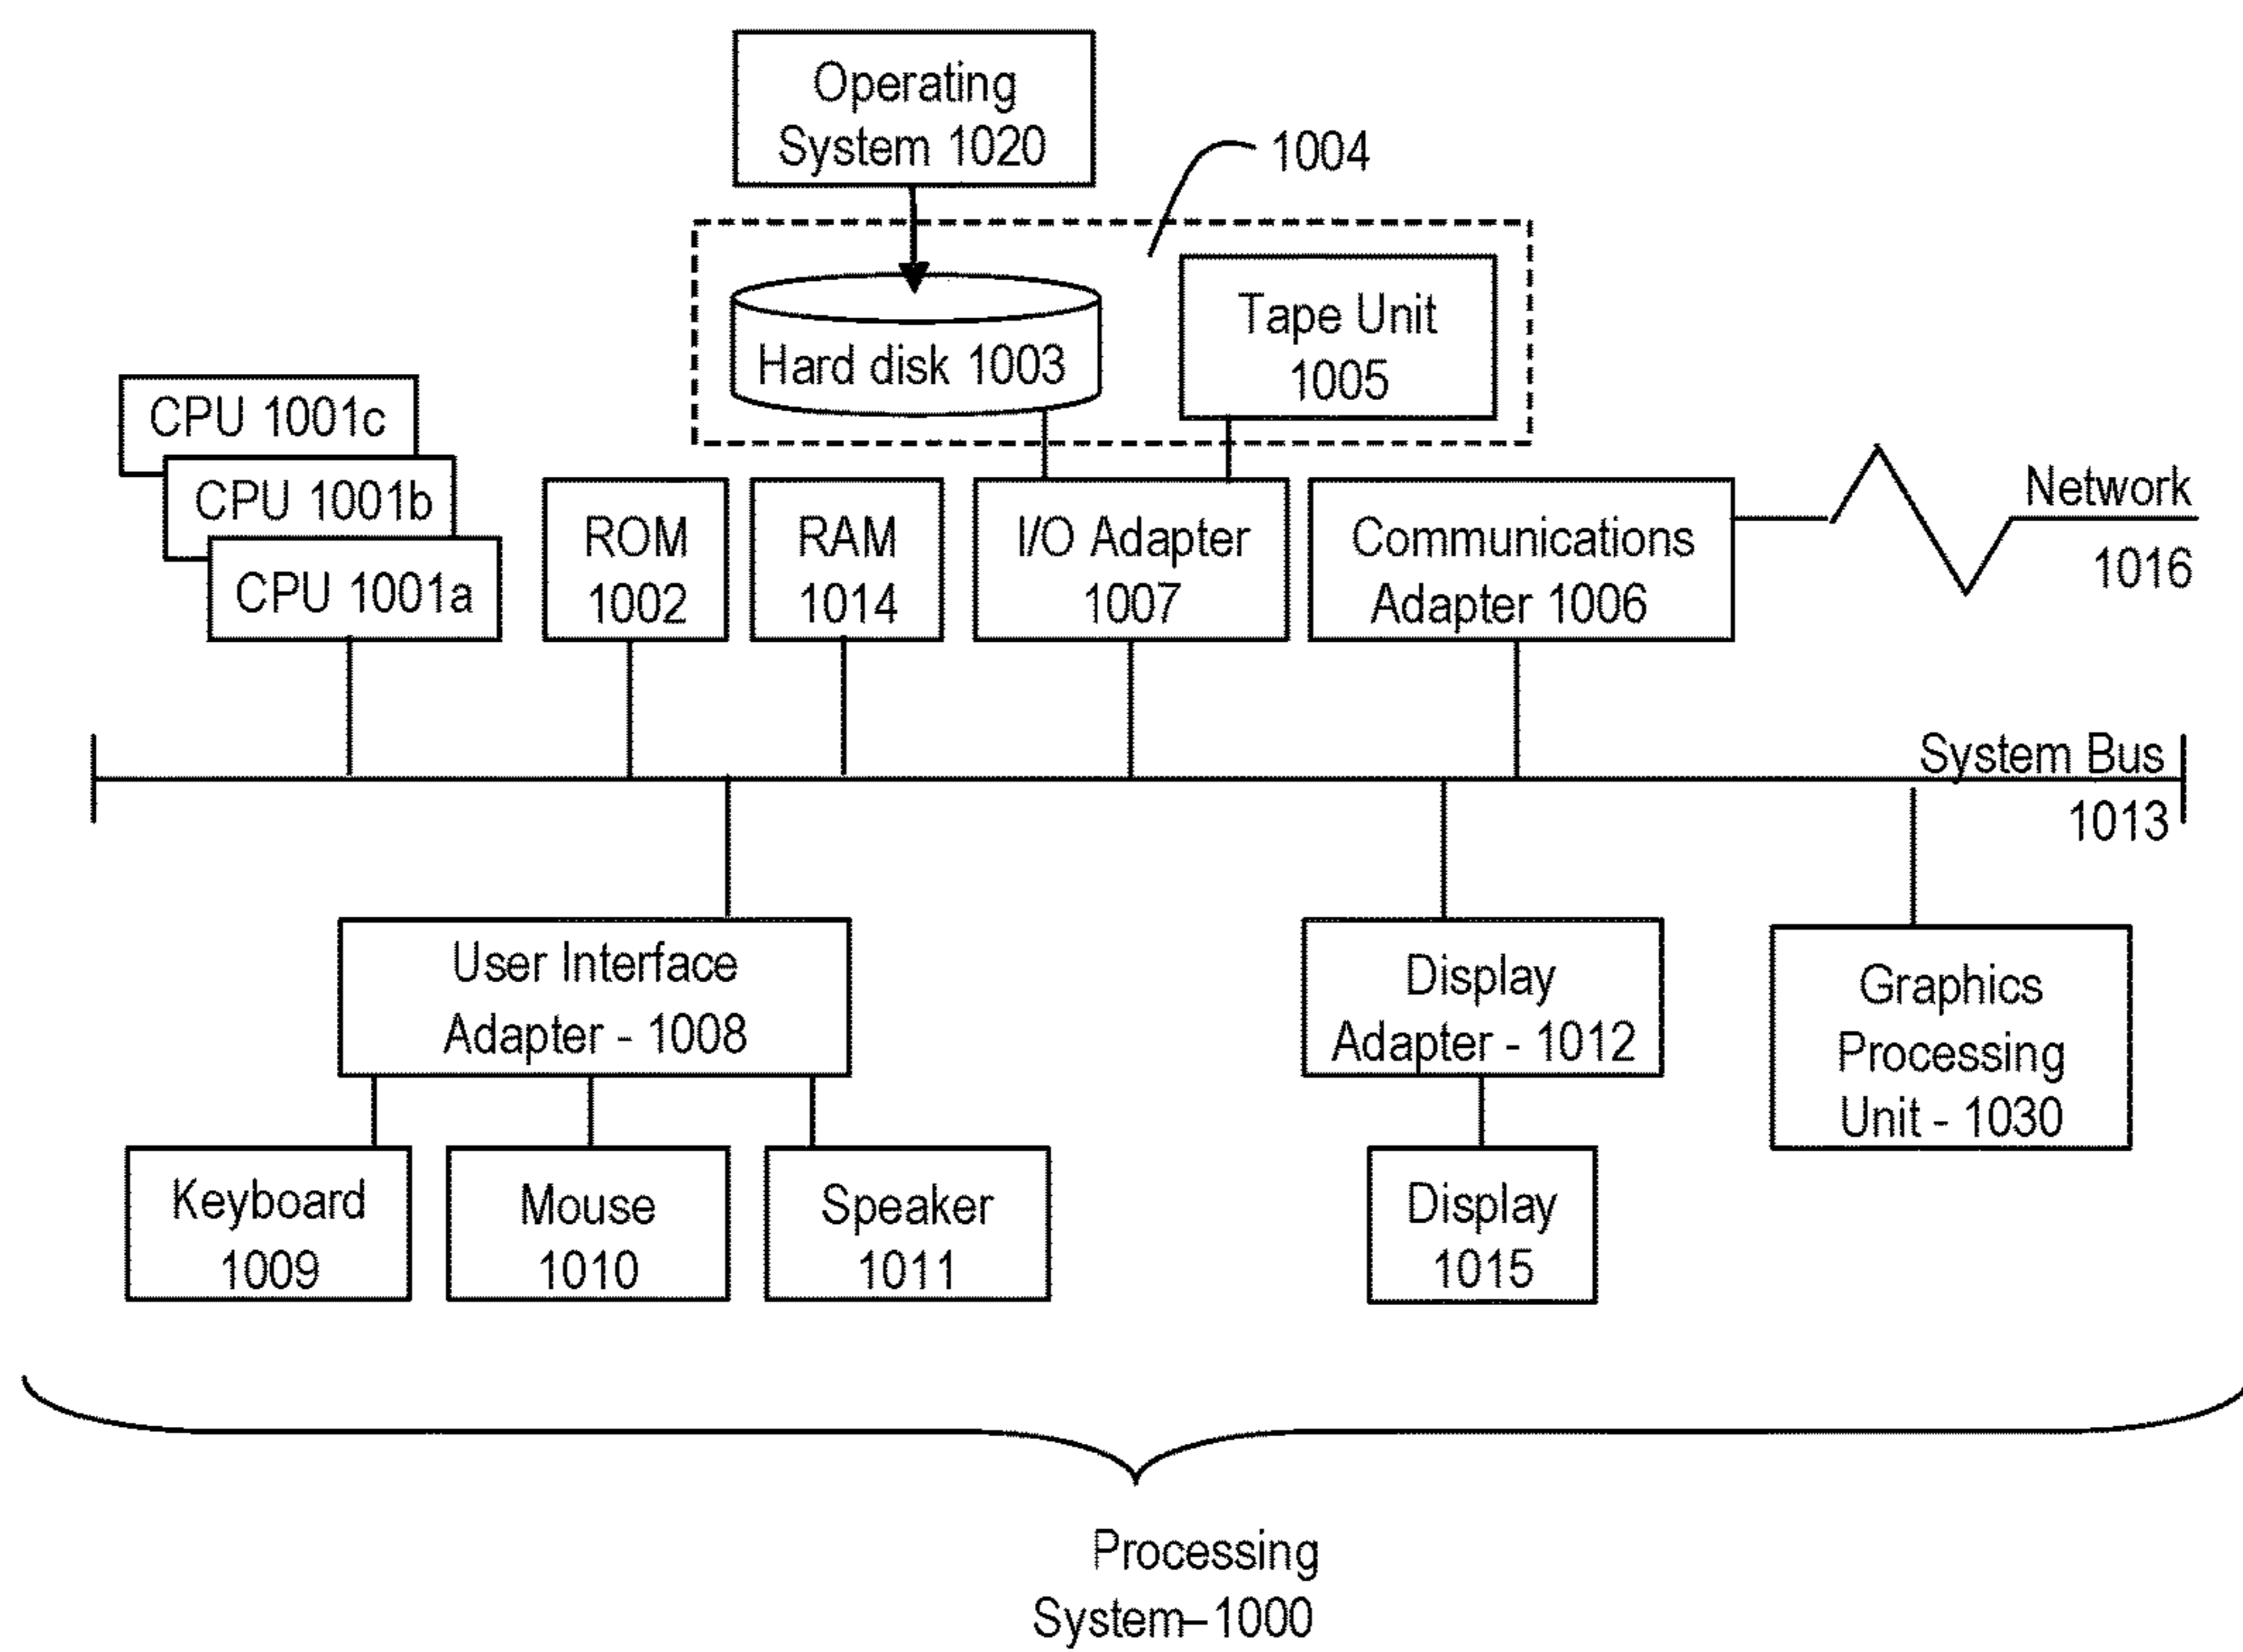 Operating
System 1020
1004
Hard disk 1003
Tape Unit
1005
CPU 1001c
CPU 1001b
CPU 1001a
ROM
1002
RAM
1014
I/O Adapter
1007
Communications
Adapter 1006
Network
1016
System Bus
1013
User Interface
Adapter - 1008
Display
Adapter - 1012
Graphics
Processing
Unit - 1030
Keyboard
1009
Mouse
1010
Speaker
1011
Display
1015
Processing
System–1000